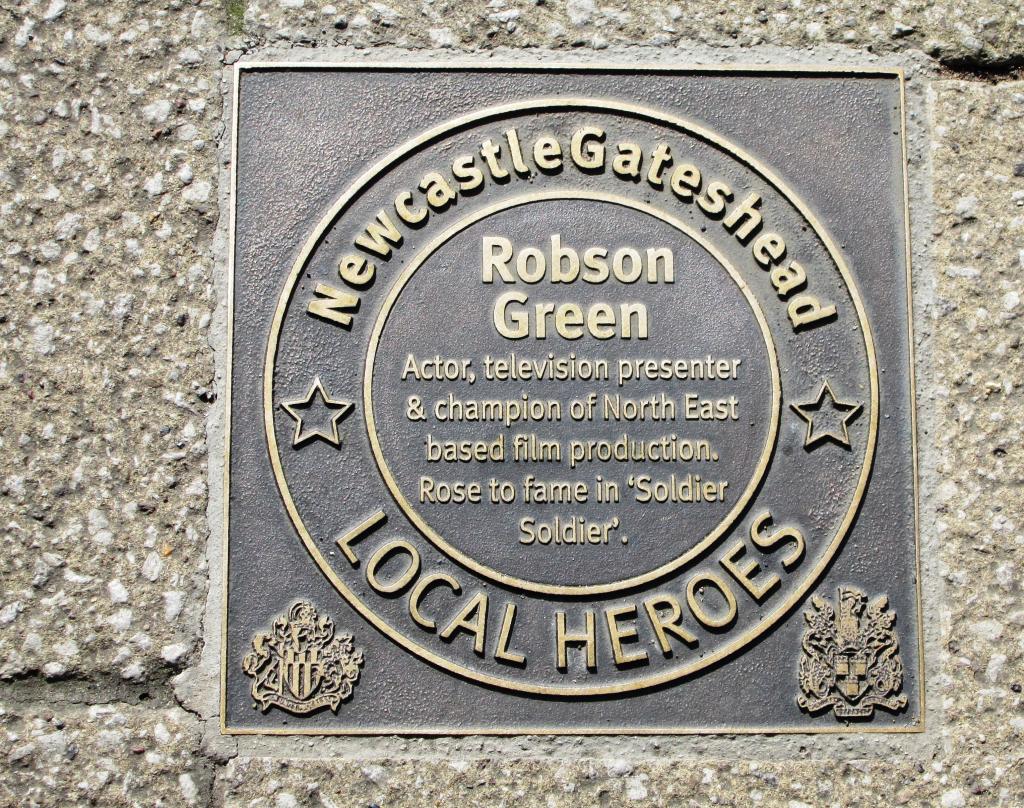 NewcastleGateshead
Robson
Green
Actor, television presenter
& champion of North East
based film production.
Rose to fame in ‘Soldier
Soldier’.
LOCAL HEROES